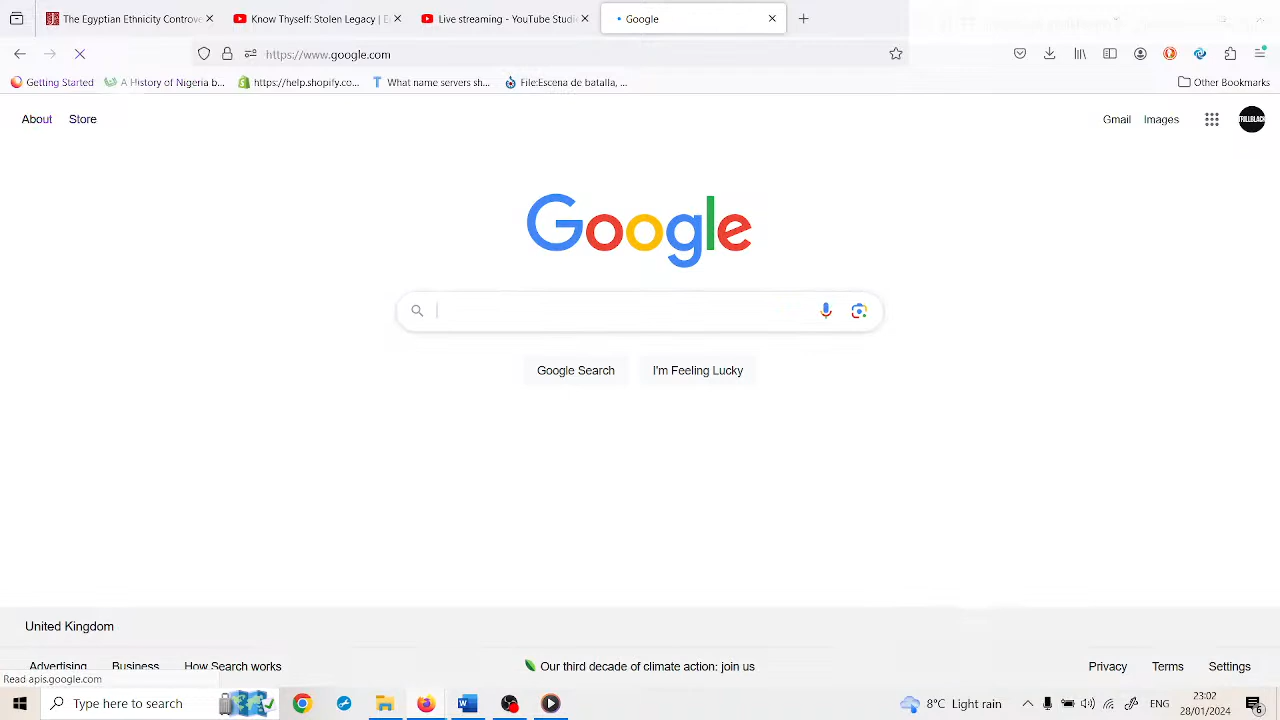 The Egyptian Ethnicity Controv
Know Thyself: Stolen Legacy | E
Live streaming - YouTube Studi
Google
https://www.google.com
Getting Started
A History of Nigeria b...
https://help.shopify.co...
What name servers sh...
File:Escena de batalla, ...
Other Bookmarks
About
Store
Gmail
Images
Google
Google Search
I'm Feeling Lucky
United Kingdom
Advertising
Business
How Search works
Our third decade of climate action: join us
Privacy
Terms
Settings
Read apis.google.com
Type here to search
8°C Light rain
ENG
23:02
28/01/2024
6